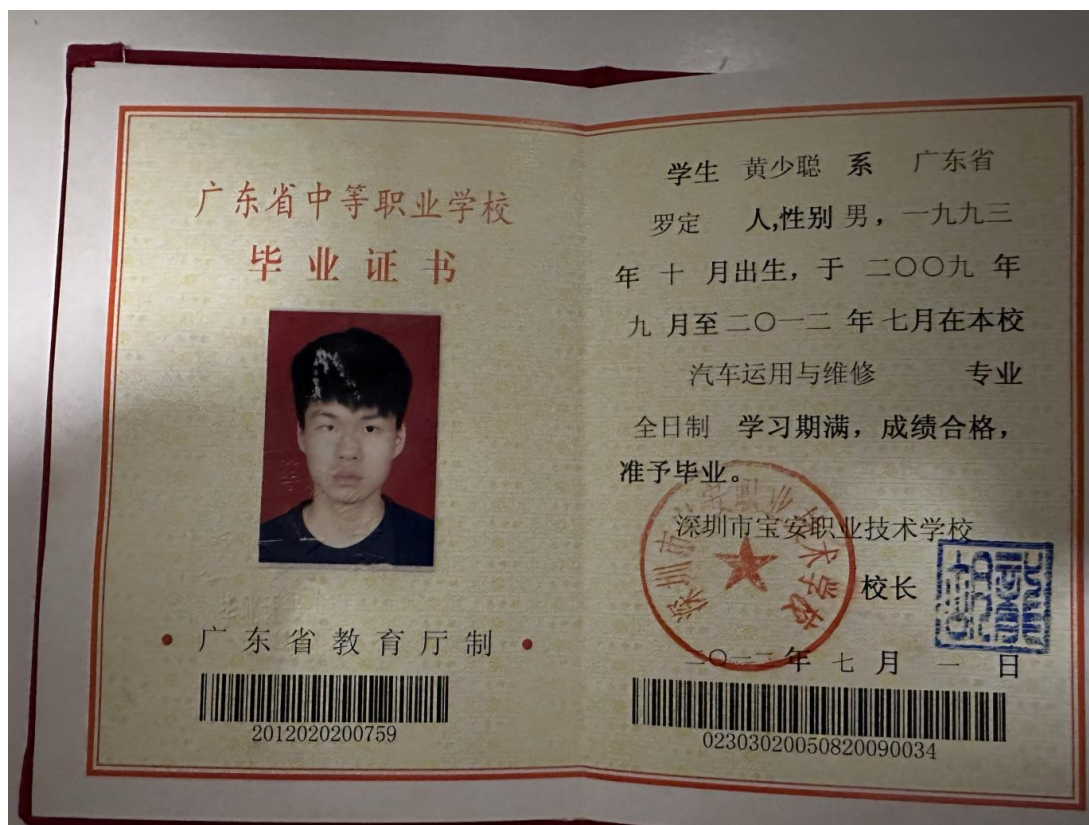 广东省中等职业学校
毕业证书
广东省教育厅制
2012020200759
学生 黄少聪 系 广东省
罗定 人,性别 男，一九九三
年 十 月出生，于 二〇〇九 年
九 月至 二〇一二 年 七月在本校
汽车运用与维修 专业
全日制 学习期满，成绩合格，
准予毕业。
深圳市宝安职业技术学校
校长
二〇一二 年 七 月 一 日
02303020050820090034